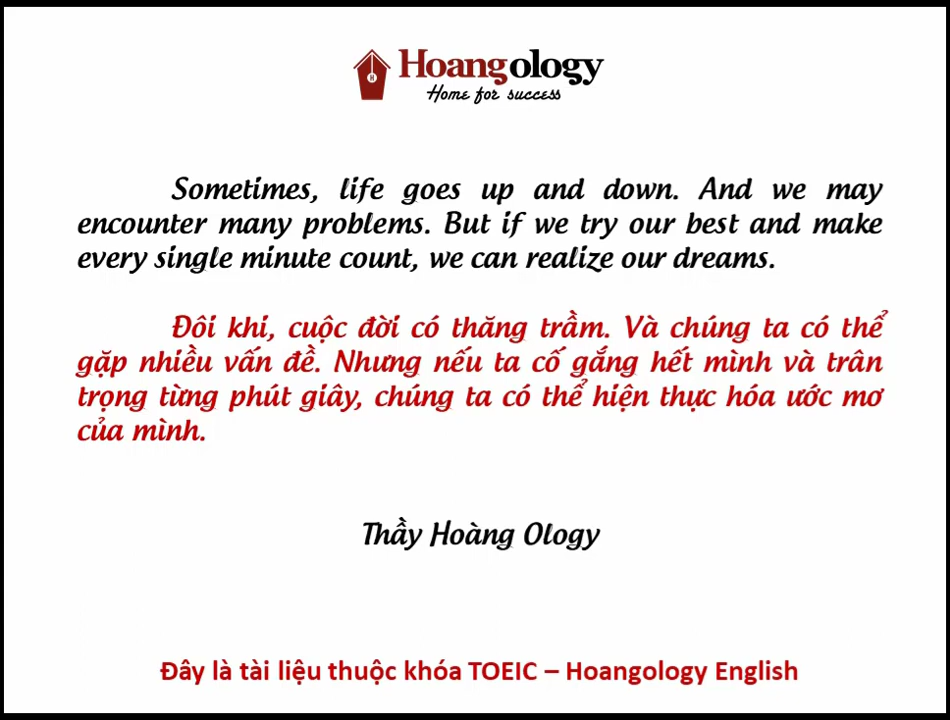 Hoangology
Home for success
Sometimes, life goes up and down. And we may
encounter many problems. But if we try our best and make
every single minute count, we can realize our dreams.
Đôi khi, cuộc đời có thăng trầm. Và chúng ta có thể
gặp nhiều vấn đề. Nhưng nếu ta cố gắng hết mình và trân
trọng từng phút giây, chúng ta có thể hiện thực hóa ước mơ
của mình.
Thầy Hoàng Ology
Đây là tài liệu thuộc khóa TOEIC – Hoangology English